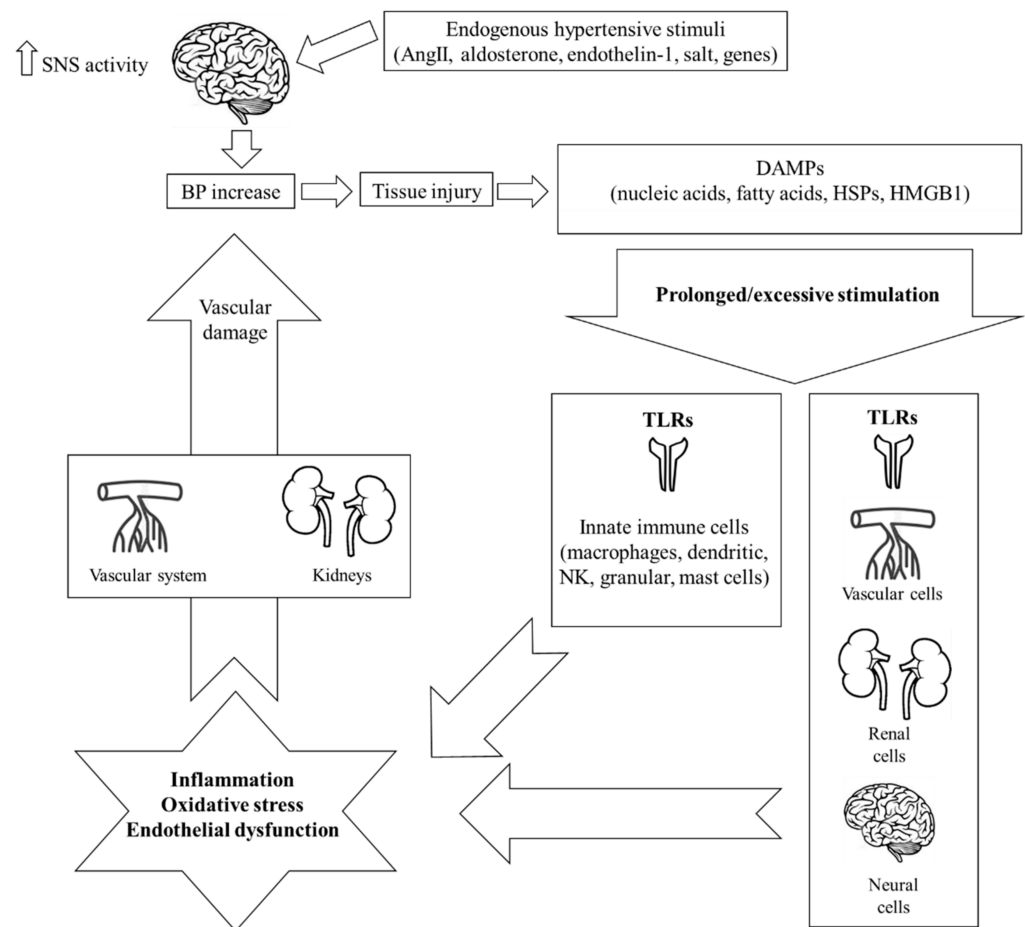 SNS activity
Endogenous hypertensive stimuli
(AngII, aldosterone, endothelin-1, salt, genes)
BP increase
Tissue injury
DAMPs
(nucleic acids, fatty acids, HSPs, HMGB1)
Prolonged/excessive stimulation
Vascular
damage
Vascular system
Kidneys
TLRs
Innate immune cells
(macrophages, dendritic,
NK, granular, mast cells)
TLRs
Vascular cells
Renal
cells
Neural
cells
Inflammation
Oxidative stress
Endothelial dysfunction